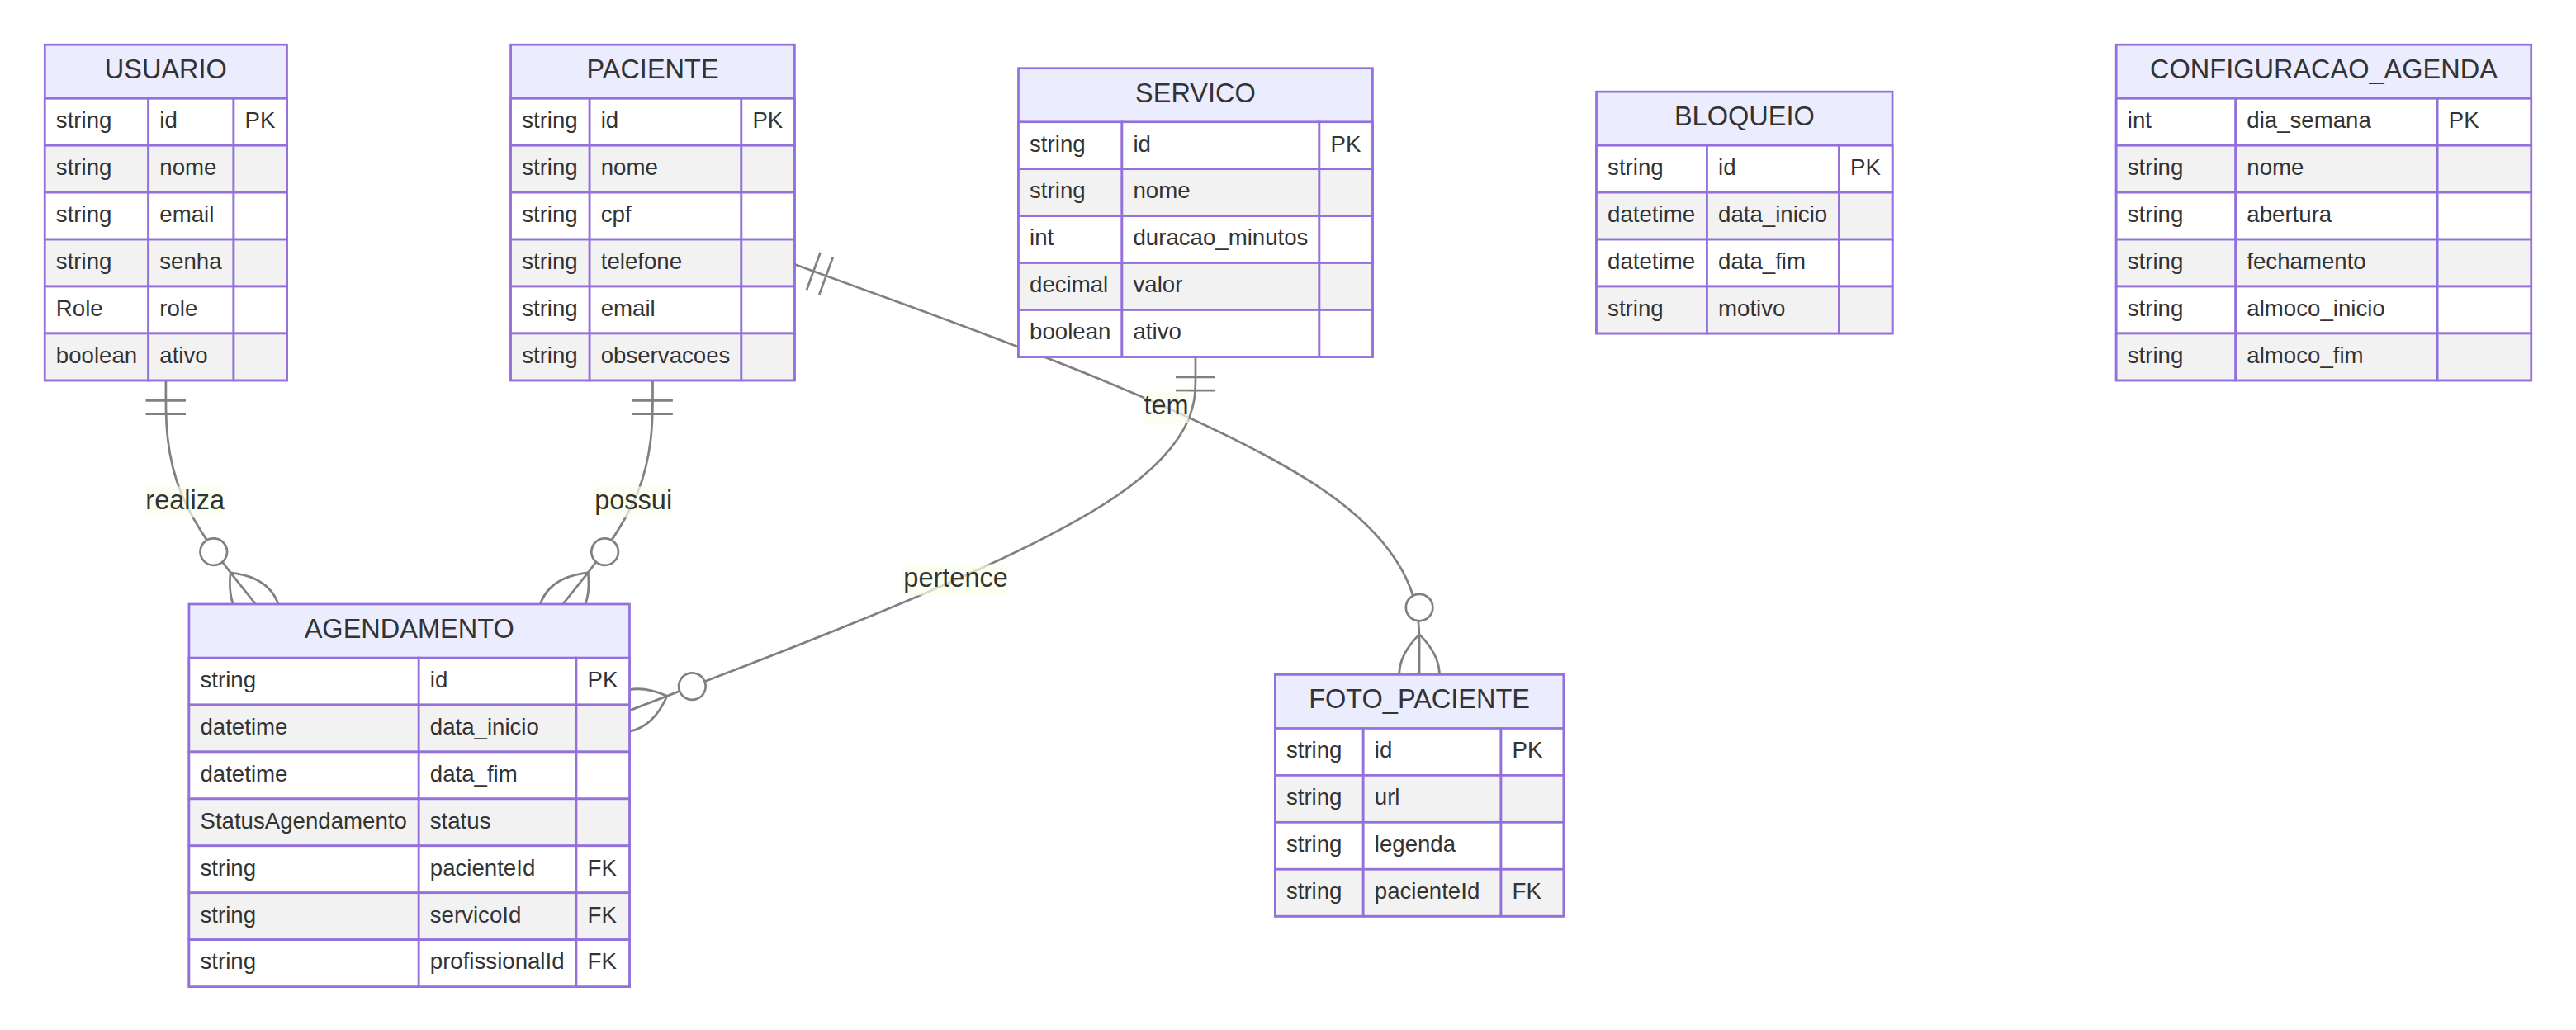 USUARIO
string id PK
string nome
string email
string senha
Role role
boolean ativo
PACIENTE
string id PK
string nome
string cpf
string telefone
string email
string observacoes
SERVICO
string id PK
string nome
int duracao_minutos
decimal valor
boolean ativo
BLOQUEIO
string id PK
datetime data_inicio
datetime data_fim
string motivo
CONFIGURACAO_AGENDA
int dia_semana PK
string nome
string abertura
string fechamento
string almoco_inicio
string almoco_fim
tem
realiza
possui
pertence
AGENDAMENTO
string id PK
datetime data_inicio
datetime data_fim
StatusAgendamento status
string pacienteId FK
string servicoId FK
string profissionalId FK
FOTO_PACIENTE
string id PK
string url
string legenda
string pacienteId FK